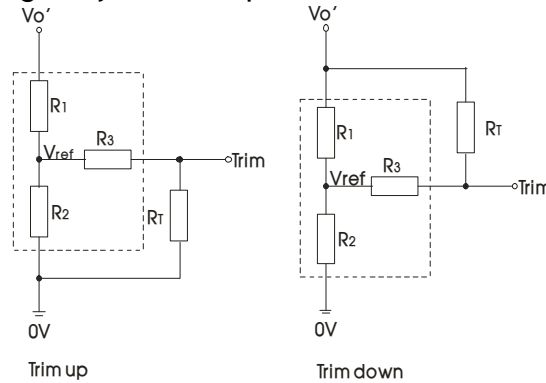 Vo'
R1
Vref
R3
Trim
R2
RT
0V
Trim up
Vo'
R1
RT
Vref
R3
Trim
R2
0V
Trim down